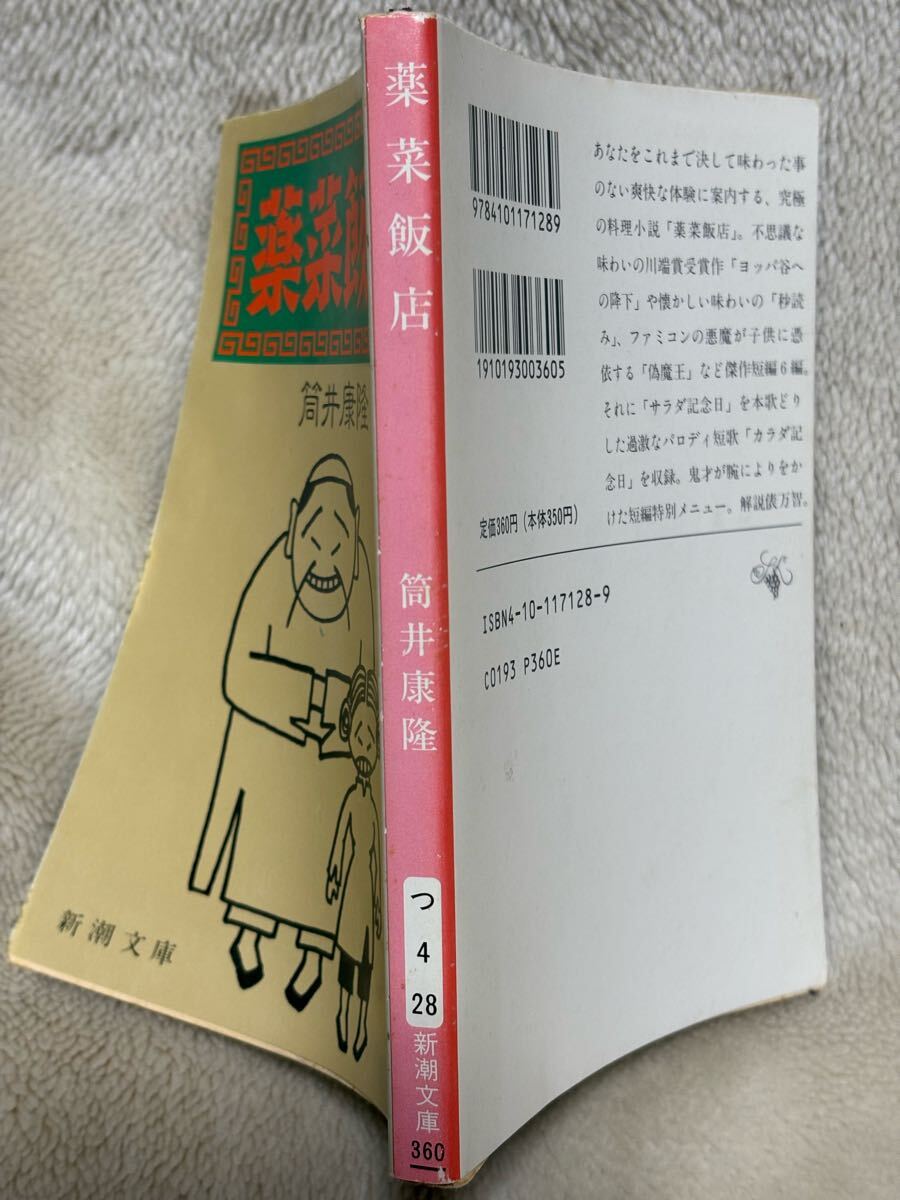 薬菜飯
筒井康隆
新潮文庫
薬菜飯店
筒井康隆
つ
4
28
新潮文庫
360
9784101171289
1910193003605
あなたをこれまで決して味わった事
のない爽快な体験に案内する、究極
の料理小説「薬菜飯店」。不思議な
味わいの川端賞受賞作「ヨッパ谷へ
の降下」や懐かしい味わいの「秒読
み」、ファミコンの悪魔が子供に憑
依する「偽魔王」など傑作短編6編。
それに「サラダ記念日」を本歌どり
した過激なパロディ短歌「カラダ記
念日」を収録。鬼才が腕によりをか
けた短編特別メニュー。解説俵万智。
定価360円(本体350円)
ISBN4-10-117128-9
C0193 P360E